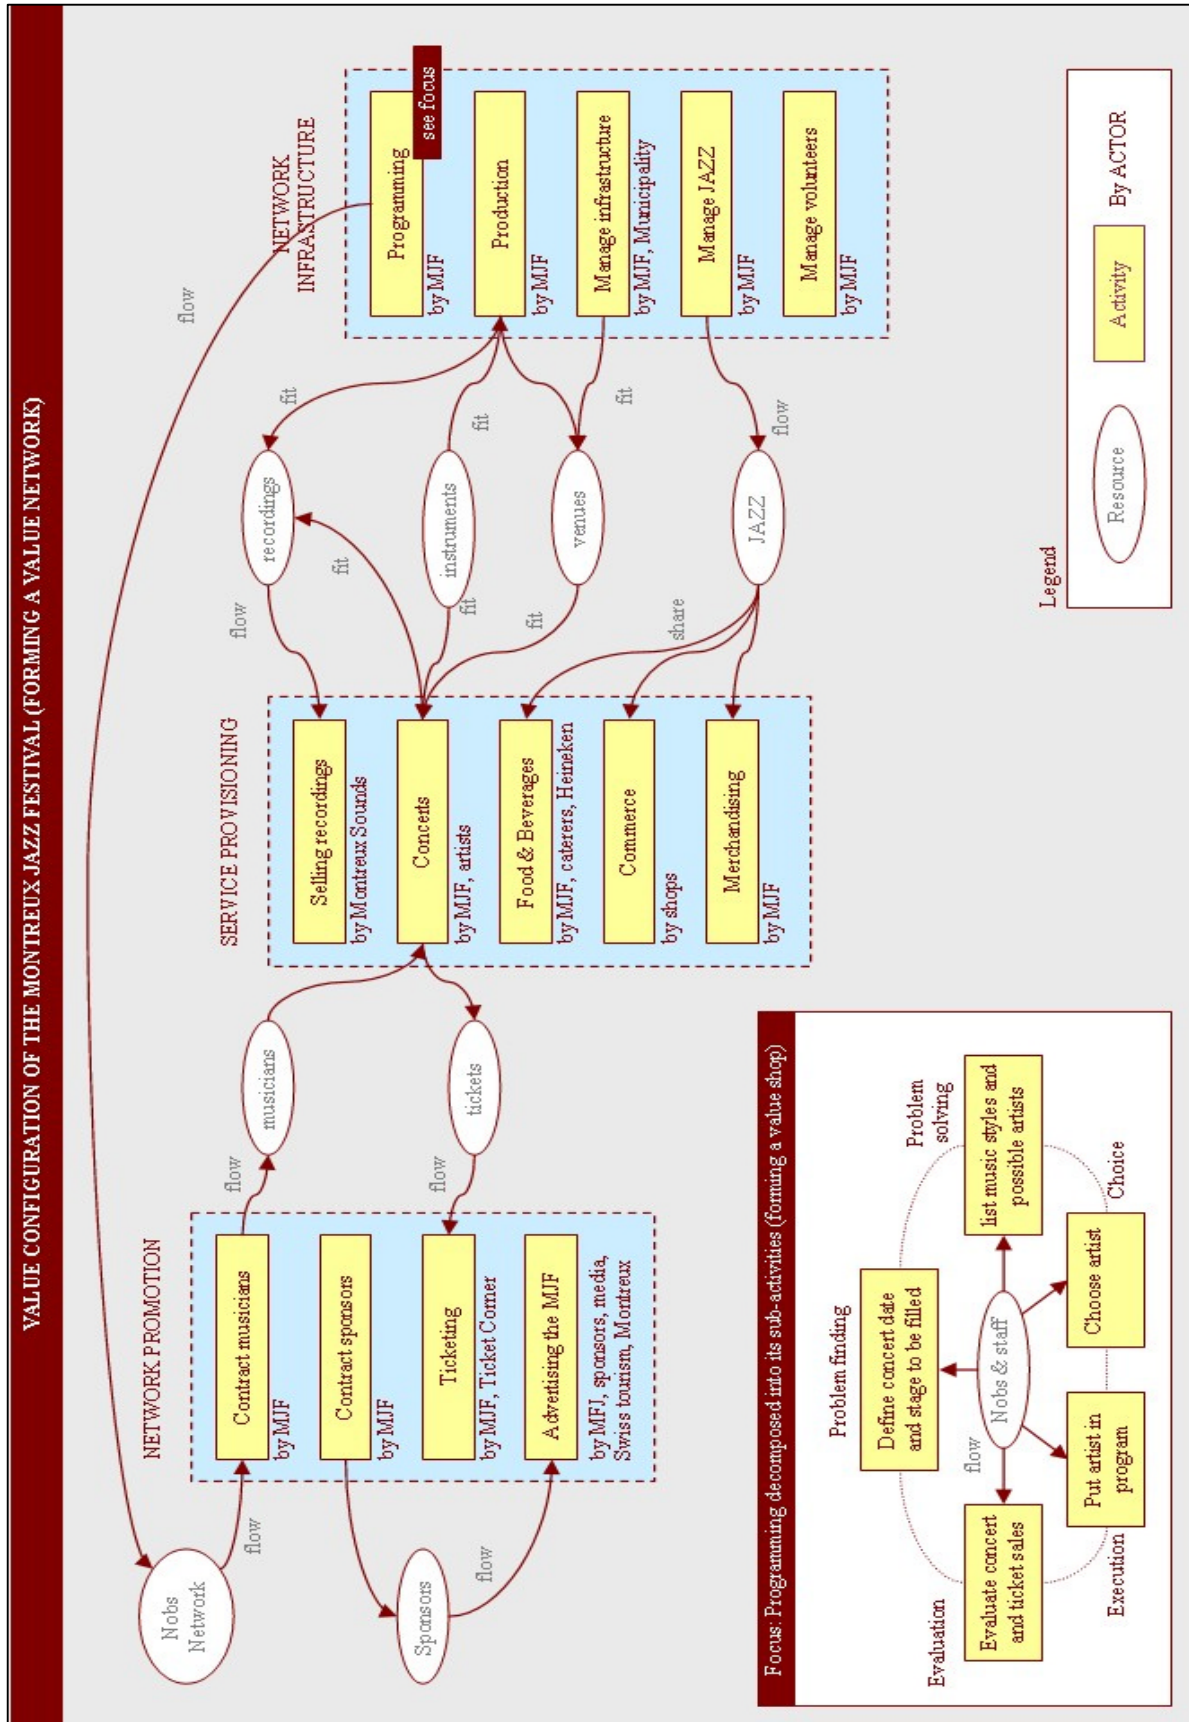 VALUE CONFIGURATION OF THE MONTREUX JAZZ FESTIVAL (FORMING A VALUE NETWORK)
flow
Nobs
Network
flow
Sponsors
flow
NETWORK PROMOTION
Contract musicians
by MJF
Contract sponsors
by MJF
Ticketing
by MJF, Ticket Corner
Advertising the MJF
by MFJ, sponsors, media,
Swiss tourism, Montreux
flow
musicians
flow
tickets
SERVICE PROVISIONING
Selling recordings
by Montreux Sounds
Concerts
by MJF, artists
Food & Beverages
by MJF, caterers, Heineken
Commerce
by shops
Merchandising
by MJF
flow
fit
fit
fit
share
recordings
instruments
venues
JAZZ
fit
fit
fit
flow
NETWORK
INFRASTRUCTURE
Programming
see focus
by MJF
Production
by MJF
Manage infrastructure
by MJF, Municipality
Manage JAZZ
by MJF
Manage volunteers
by MJF
Focus: Programming decomposed into its sub-activities (forming a value shop)
Problem finding
Define concert date
and stage to be filled
Problem
solving
list music styles and
possible artists
Evaluation
Evaluate concert
and ticket sales
flow
Nobs & staff
Put artist in
program
Execution
Choose artist
Choice
Legend
Resource
Activity
By ACTOR